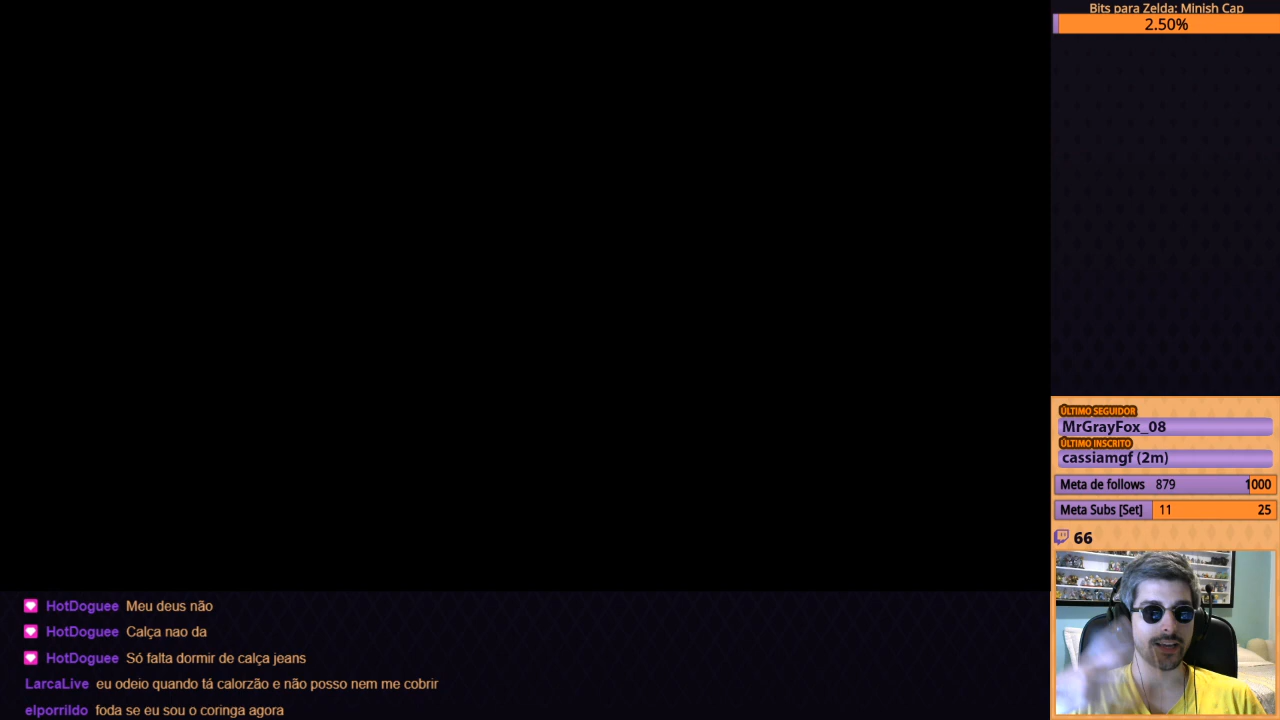 Bits para Zelda: Minish Cap
2.50%
ÚLTIMO SEGUIDOR
MrGrayFox_08
ÚLTIMO INSCRITO
cassiamgf (2m)
Meta de follows 879 1000
Meta Subs [Set] 11 25
66
HotDoguee Meu deus não
HotDoguee Calça nao da
HotDoguee Só falta dormir de calça jeans
LarcaLive eu odeio quando tá calorzão e não posso nem me cobrir
elporrildo foda se eu sou o coringa agora